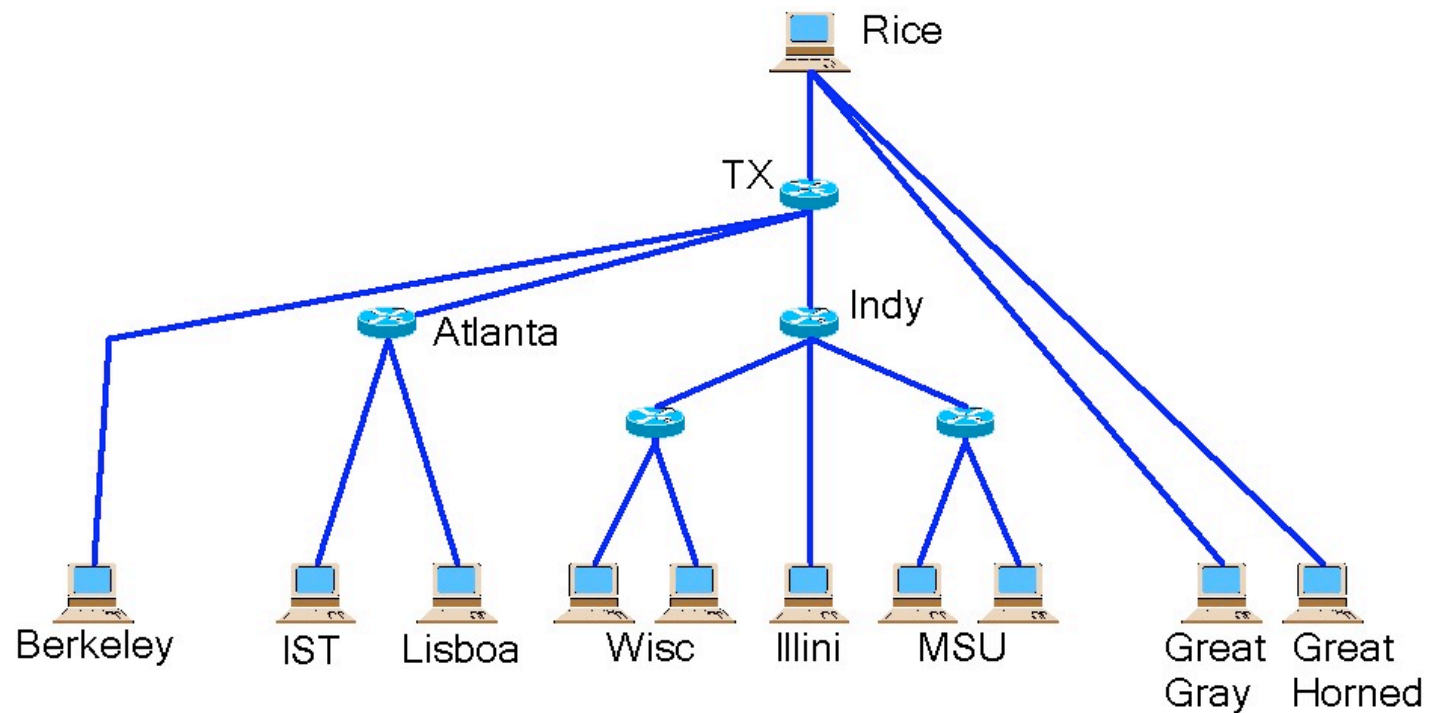 Rice
TX
Indy
Atlanta
Berkeley
IST
Lisboa
Wisc
Illini
MSU
Great
Gray
Great
Horned